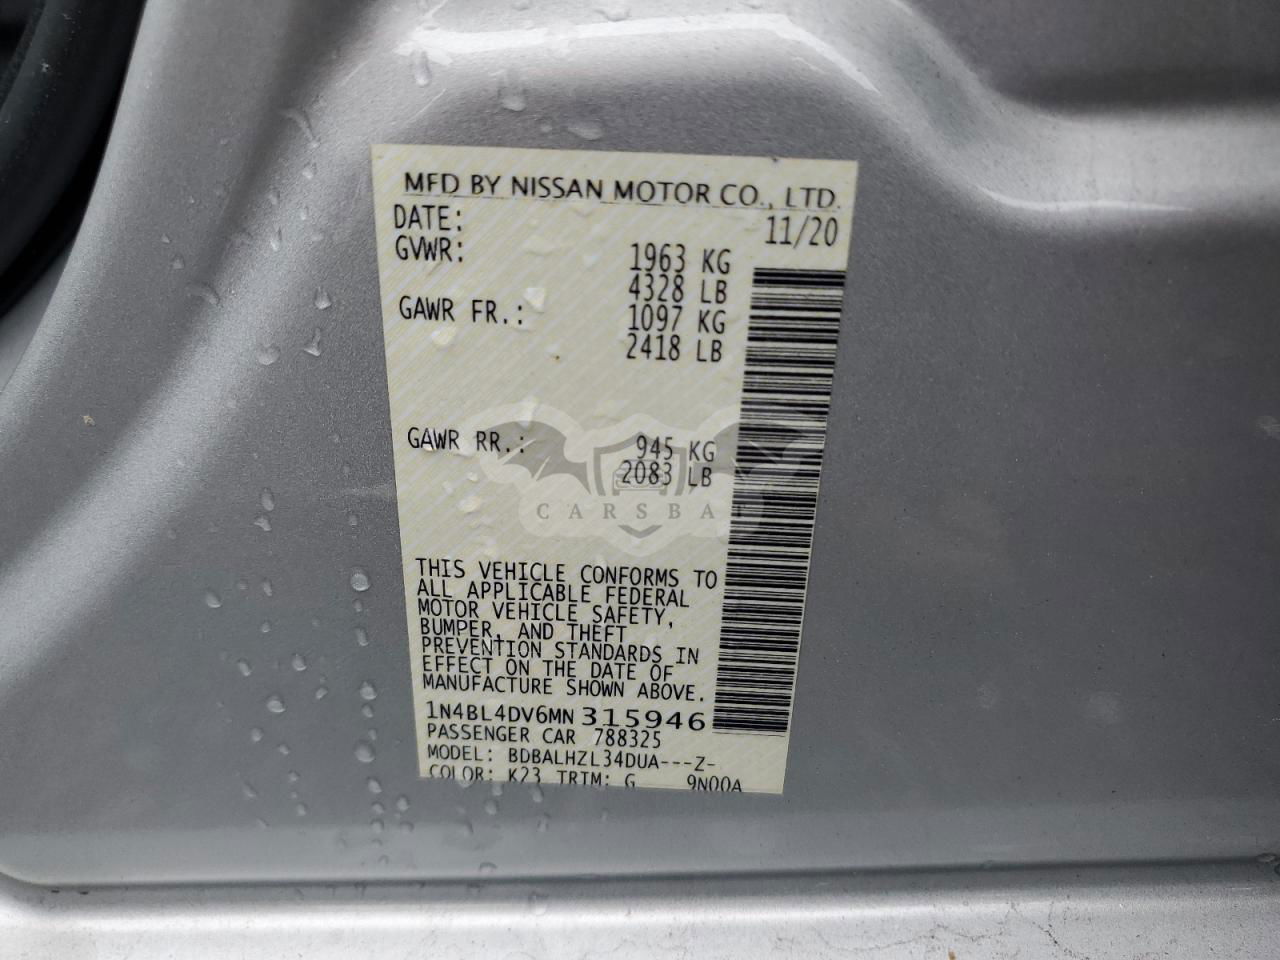 MFD BY NISSAN MOTOR CO., LTD.
DATE: 11/20
GVWR: 1963 KG
4328 LB
GAWR FR.: 1097 KG
2418 LB
GAWR RR.: 945 KG
2083 LB
CARSBAT
THIS VEHICLE CONFORMS TO
ALL APPLICABLE FEDERAL
MOTOR VEHICLE SAFETY,
BUMPER, AND THEFT
PREVENTION STANDARDS IN
EFFECT ON THE DATE OF
MANUFACTURE SHOWN ABOVE.
1N4BL4DV6MN315946
PASSENGER CAR 788325
MODEL: BDBALHZL34DUA---Z-
COLOR: K23 TRIM: G 9N00A